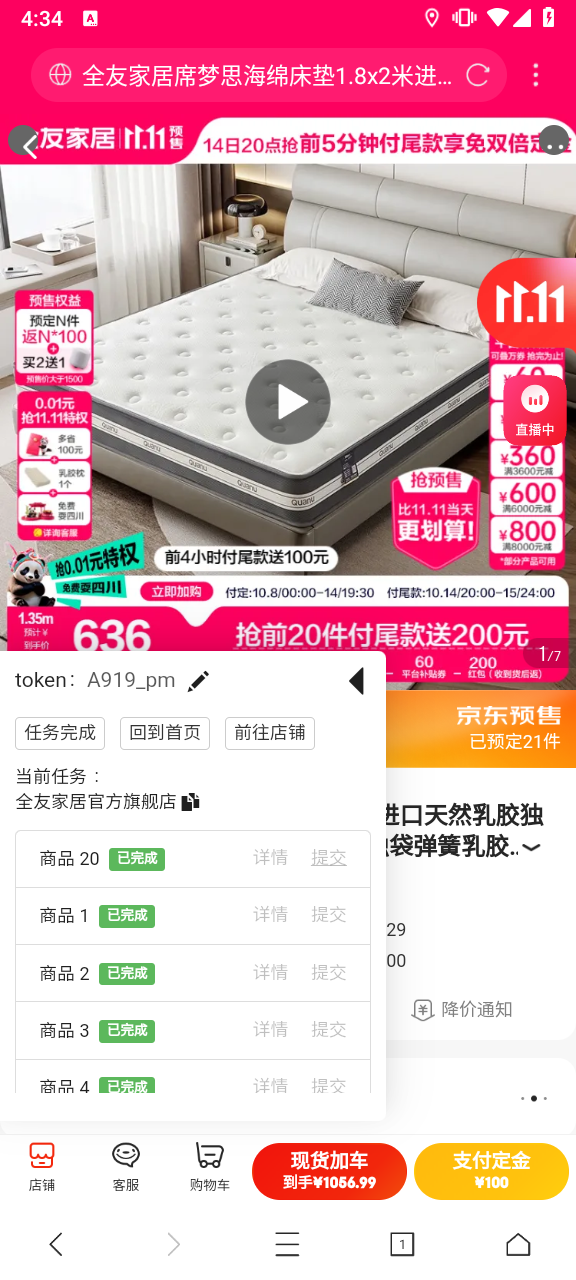 4:34
A
全友家居席梦思海绵床垫1.8x2米进...
友家居 11.11 预售
14日20点抢前5分钟付尾款享免双倍定金
预售权益
预定N件
返N*100
买2送1
预售价大于1500
0.01元
抢11.11特权
多省
100元
乳胶枕
1个
免费
耍四川
详询客服
11.11
可叠万券 抢完为止!
直播中
¥360
满3600元减
¥600
满6000元减
¥800
满8000元减
*部分产品可用
Quanu
Quanu
Quanu
Quanu
Quanu
抢预售
比11.11当天
更划算!
抢0.01元特权
免费耍四川
前4小时付尾款送100元
立即加购
付定:10.8/00:00-14/19:30 付尾款:10.14/20:00-15/24:00
1.35m
预计¥
到手价
636
抢前20件付尾款送200元
60
平台补贴券
200
红包(收到货后返)
1/7
token: A919_pm
任务完成
回到首页
前往店铺
当前任务:
全友家居官方旗舰店
商品 20 已完成 详情 提交
商品 1 已完成 详情 提交
商品 2 已完成 详情 提交
商品 3 已完成 详情 提交
商品 4 已完成 详情 提交
京东预售
已预定21件
进口天然乳胶独
袋弹簧乳胶...
29
00
降价通知
店铺
客服
购物车
现货加车
到手¥1056.99
支付定金
¥100
1